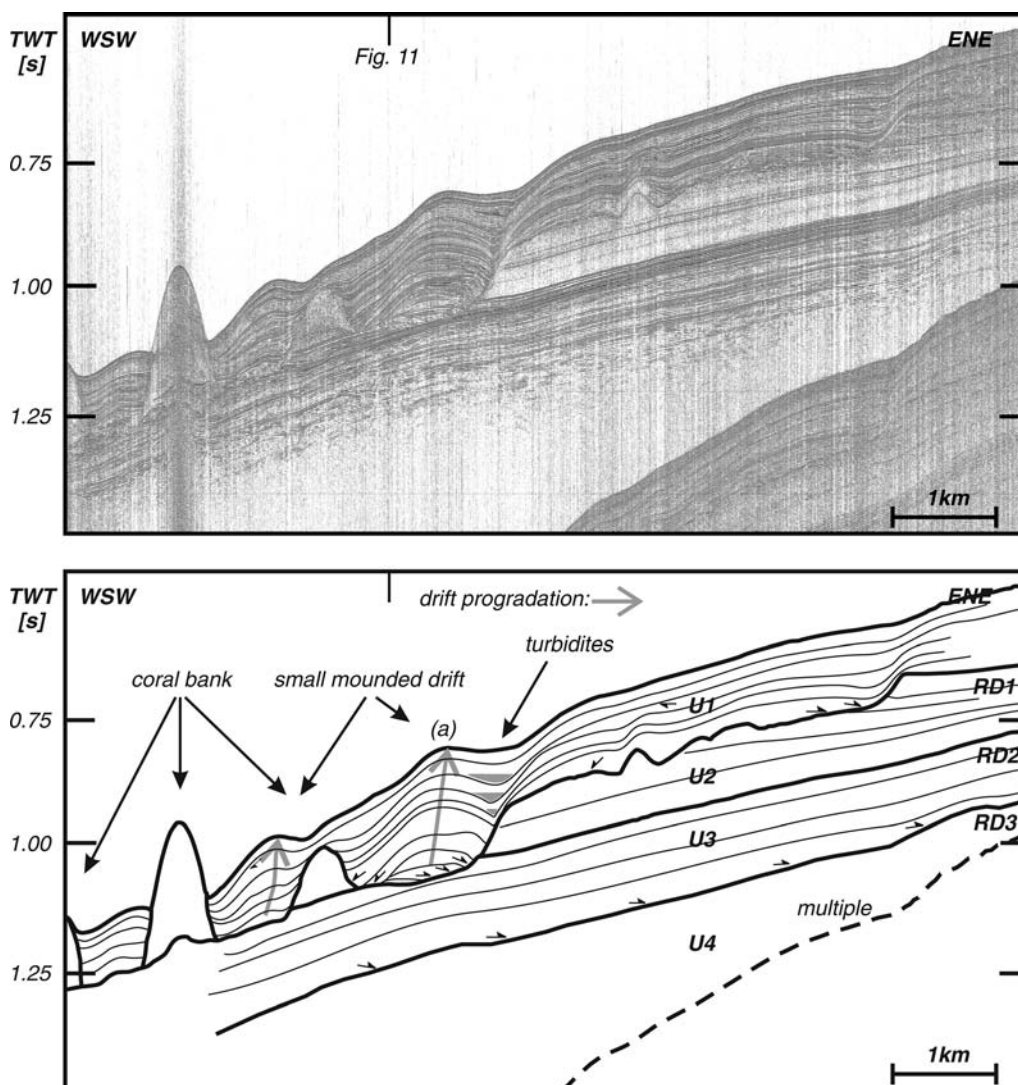 TWT
[s]
WSW
Fig. 11
ENE
0.75
1.00
1.25
1km
TWT
[s]
WSW
drift progradation:
ENE
turbidites
coral bank
small mounded drift
(a)
RD1
U1
0.75
U2
RD2
U3
1.00
RD3
multiple
U4
1.25
1km